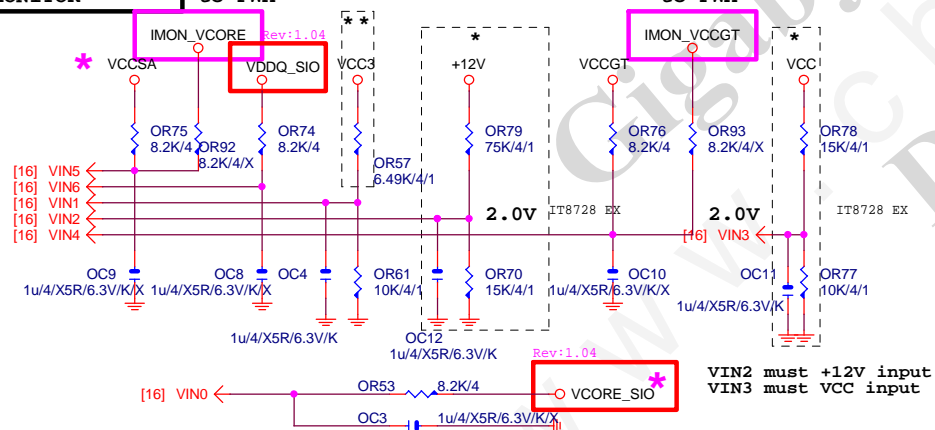 IMON_VCORE
Rev:1.04
**
*
IMON_VCCGT
*
*
VCCSA
VDDQ_SIO
VCC3
+12V
VCCGT
VCC
OR75
8.2K/4
OR92
8.2K/4/X
OR74
8.2K/4
OR57
6.49K/4/1
OR79
75K/4/1
OR76
8.2K/4
OR93
8.2K/4/X
OR78
15K/4/1
[16] VIN5
[16] VIN6
[16] VIN1
[16] VIN2
[16] VIN4
2.0V
IT8728 EX
2.0V
IT8728 EX
[16] VIN3
OC9
1u/4/X5R/6.3V/K/X
OC8
1u/4/X5R/6.3V/K/X
OC4
1u/4/X5R/6.3V/K
OR61
10K/4/1
OC12
1u/4/X5R/6.3V/K
OR70
15K/4/1
OC10
1u/4/X5R/6.3V/K/X
OC11
1u/4/X5R/6.3V/K
OR77
10K/4/1
Rev:1.04
[16] VIN0
OR53
8.2K/4
VCORE_SIO
*
OC3
1u/4/X5R/6.3V/K/X
VIN2 must +12V input
VIN3 must VCC input
Gigaby
www.c